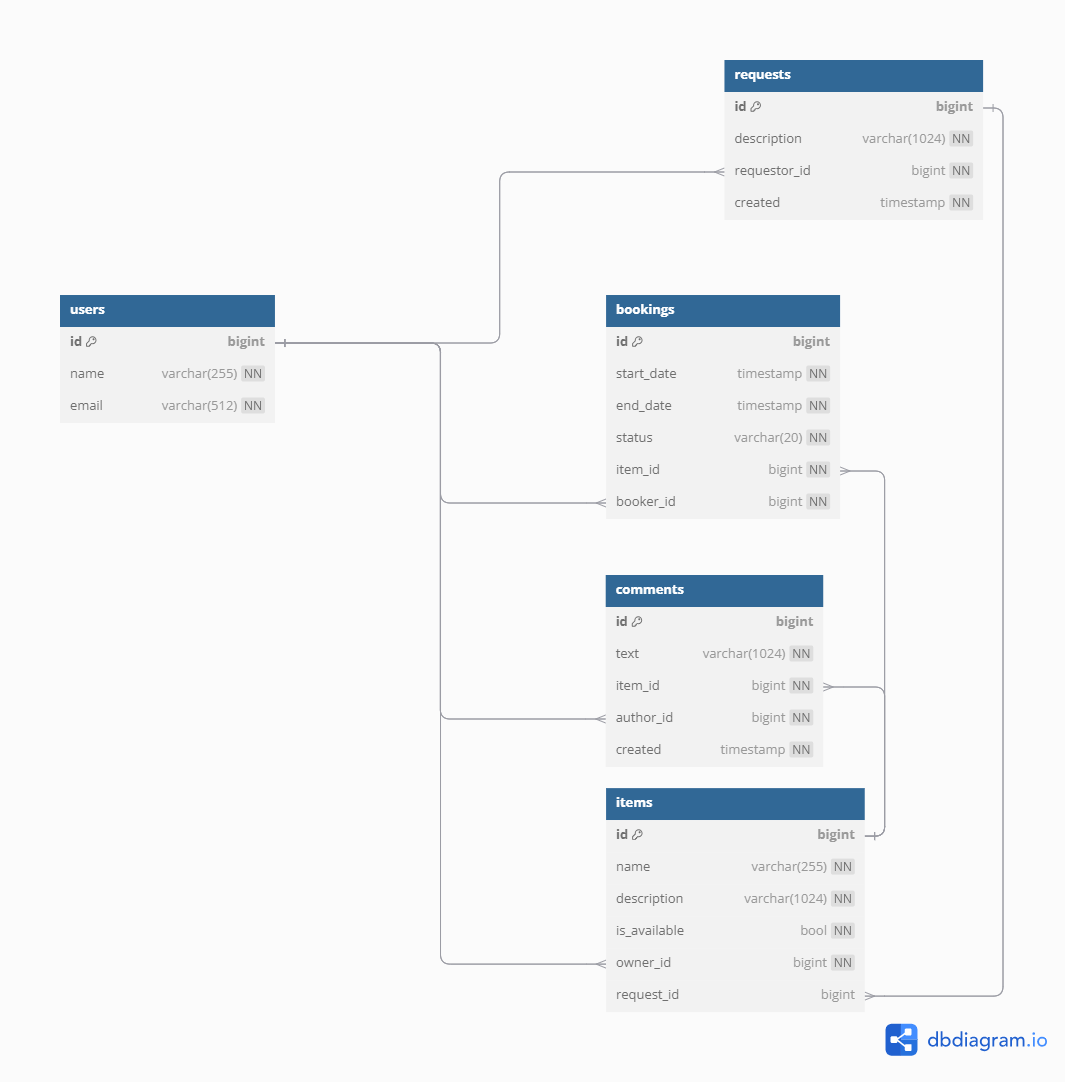 requests
id bigint
description varchar(1024) NN
requestor_id bigint NN
created timestamp NN
users
id bigint
name varchar(255) NN
email varchar(512) NN
bookings
id bigint
start_date timestamp NN
end_date timestamp NN
status varchar(20) NN
item_id bigint NN
booker_id bigint NN
comments
id bigint
text varchar(1024) NN
item_id bigint NN
author_id bigint NN
created timestamp NN
items
id bigint
name varchar(255) NN
description varchar(1024) NN
is_available bool NN
owner_id bigint NN
request_id bigint
dbdiagram.io